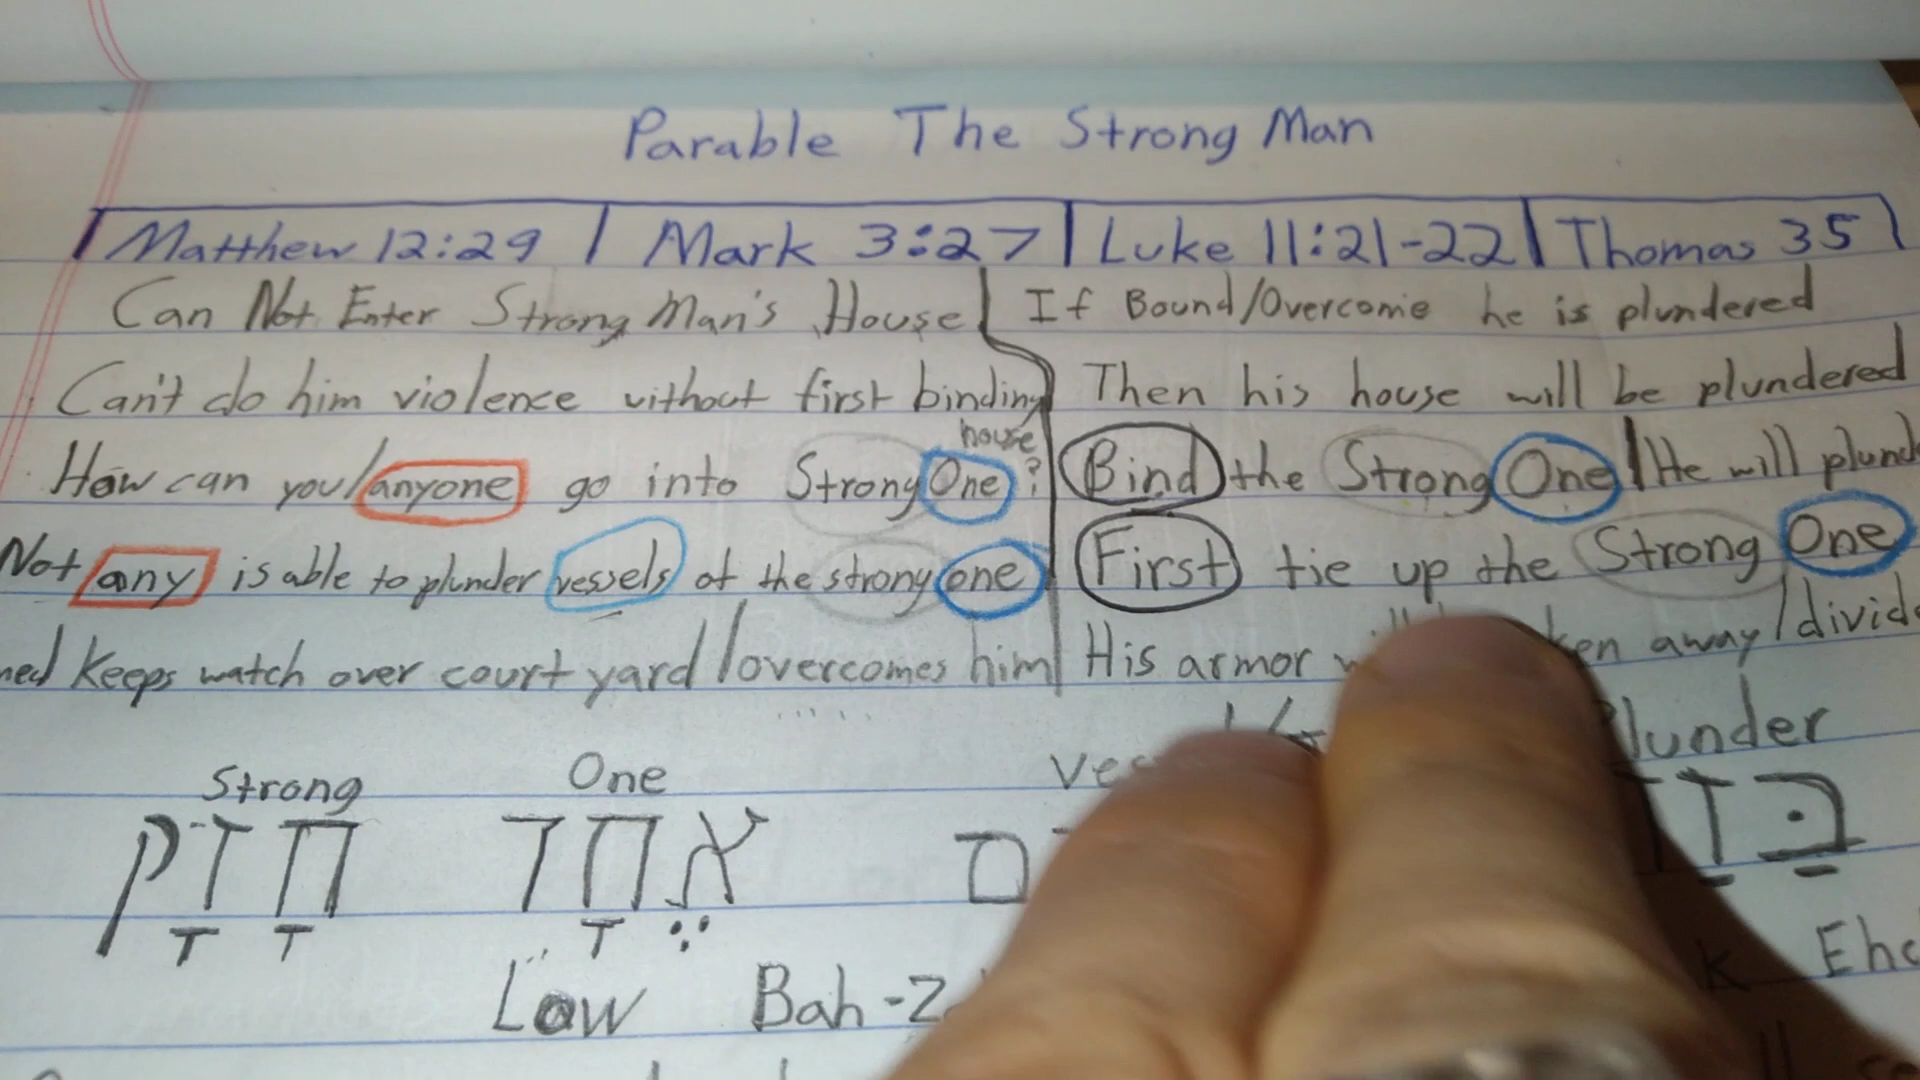 Parable The Strong Man
Matthew 12:29 | Mark 3:27 | Luke 11:21-22 | Thomas 35
Can Not Enter Strong Man's House | If Bound/Overcome he is plundered
Can't do him violence without first binding | Then his house will be plundered
house
How can you/anyone go into Strong One? | Bind the Strong One | He will
Not any is able to plunder vessels of the strong one | First tie up the Strong One
Keeps watch over court yard/overcomes him | His armor away/
Strong One Plunder
חָזָק אֶחָד
Law Bah-